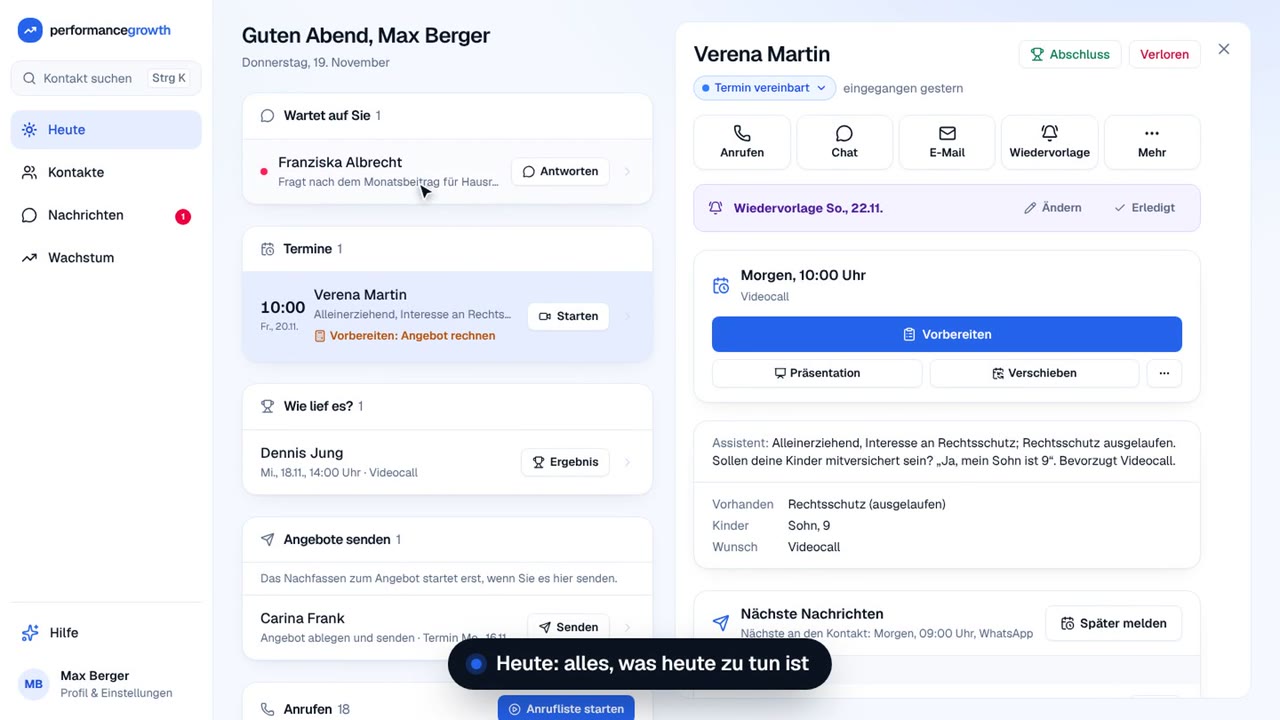 performancegrowth
Kontakt suchen Strg K
Heute
Kontakte
Nachrichten 1
Wachstum
Hilfe
MB Max Berger
Profil & Einstellungen
Guten Abend, Max Berger
Donnerstag, 19. November
Wartet auf Sie 1
Franziska Albrecht
Fragt nach dem Monatsbeitrag für Hausr...
Antworten
Termine 1
10:00
Fr., 20.11.
Verena Martin
Alleinerziehend, Interesse an Rechts...
Vorbereiten: Angebot rechnen
Starten
Wie lief es? 1
Dennis Jung
Mi., 18.11., 14:00 Uhr · Videocall
Ergebnis
Angebote senden 1
Das Nachfassen zum Angebot startet erst, wenn Sie es hier senden.
Carina Frank
Angebot ablegen und senden · Termin Mo., 16.11.
Senden
Anrufen 18
Anrufliste starten
Verena Martin
Abschluss
Verloren
Termin vereinbart
eingegangen gestern
Anrufen
Chat
E-Mail
Wiedervorlage
Mehr
Wiedervorlage So., 22.11.
Ändern
Erledigt
Morgen, 10:00 Uhr
Videocall
Vorbereiten
Präsentation
Verschieben
Assistent: Alleinerziehend, Interesse an Rechtsschutz; Rechtsschutz ausgelaufen.
Sollen deine Kinder mitversichert sein? „Ja, mein Sohn ist 9“. Bevorzugt Videocall.
Vorhanden Rechtsschutz (ausgelaufen)
Kinder Sohn, 9
Wunsch Videocall
Nächste Nachrichten
Nächste an den Kontakt: Morgen, 09:00 Uhr, WhatsApp
Später melden
Heute: alles, was heute zu tun ist